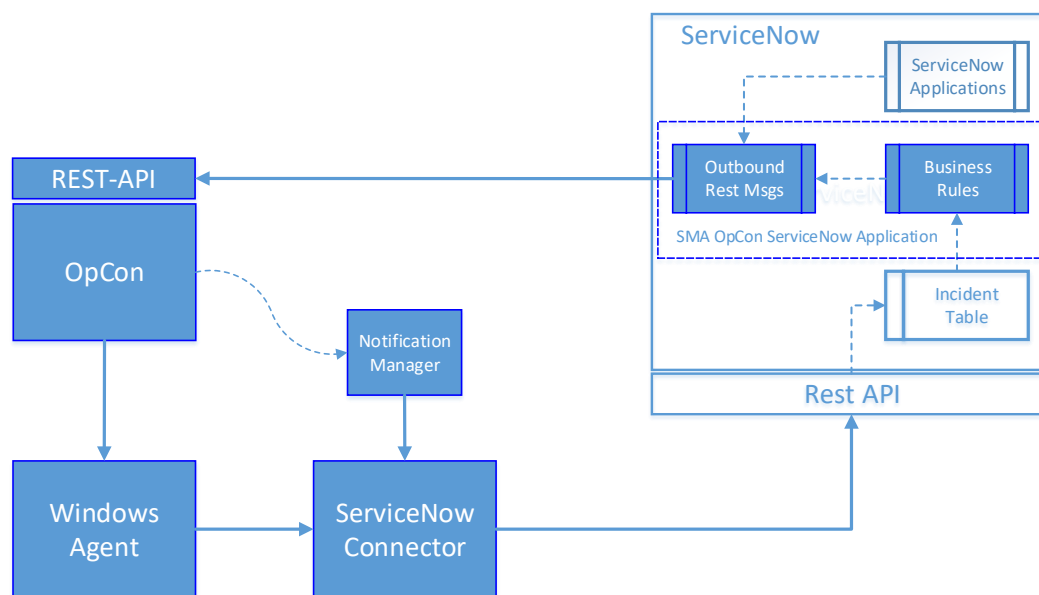 ServiceNow
ServiceNow
Applications
REST-API
Outbound
Rest Msgs
Business
Rules
SMA OpCon ServiceNow Application
OpCon
Incident
Table
Notification
Manager
Rest API
Windows
Agent
ServiceNow
Connector